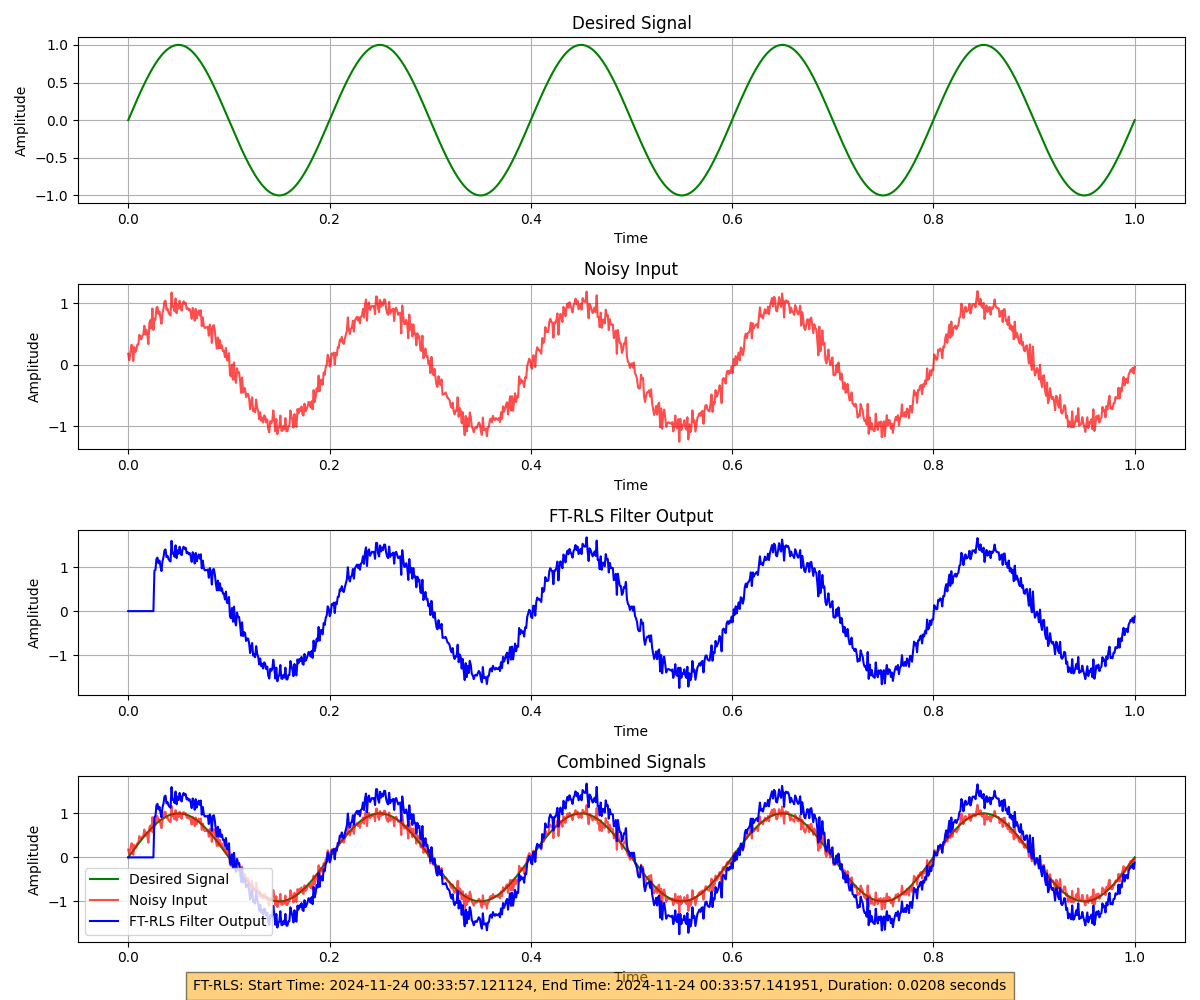 Desired Signal
1.0
0.5
0.0
−0.5
−1.0
Amplitude
0.0 0.2 0.4 0.6 0.8 1.0
Time
Noisy Input
1
0
−1
Amplitude
0.0 0.2 0.4 0.6 0.8 1.0
Time
FT-RLS Filter Output
1
0
−1
Amplitude
0.0 0.2 0.4 0.6 0.8 1.0
Time
Combined Signals
1
0
−1
Amplitude
Desired Signal
Noisy Input
FT-RLS Filter Output
0.0 0.2 0.4 0.6 0.8 1.0
Time
FT-RLS: Start Time: 2024-11-24 00:33:57.121124, End Time: 2024-11-24 00:33:57.141951, Duration: 0.0208 seconds